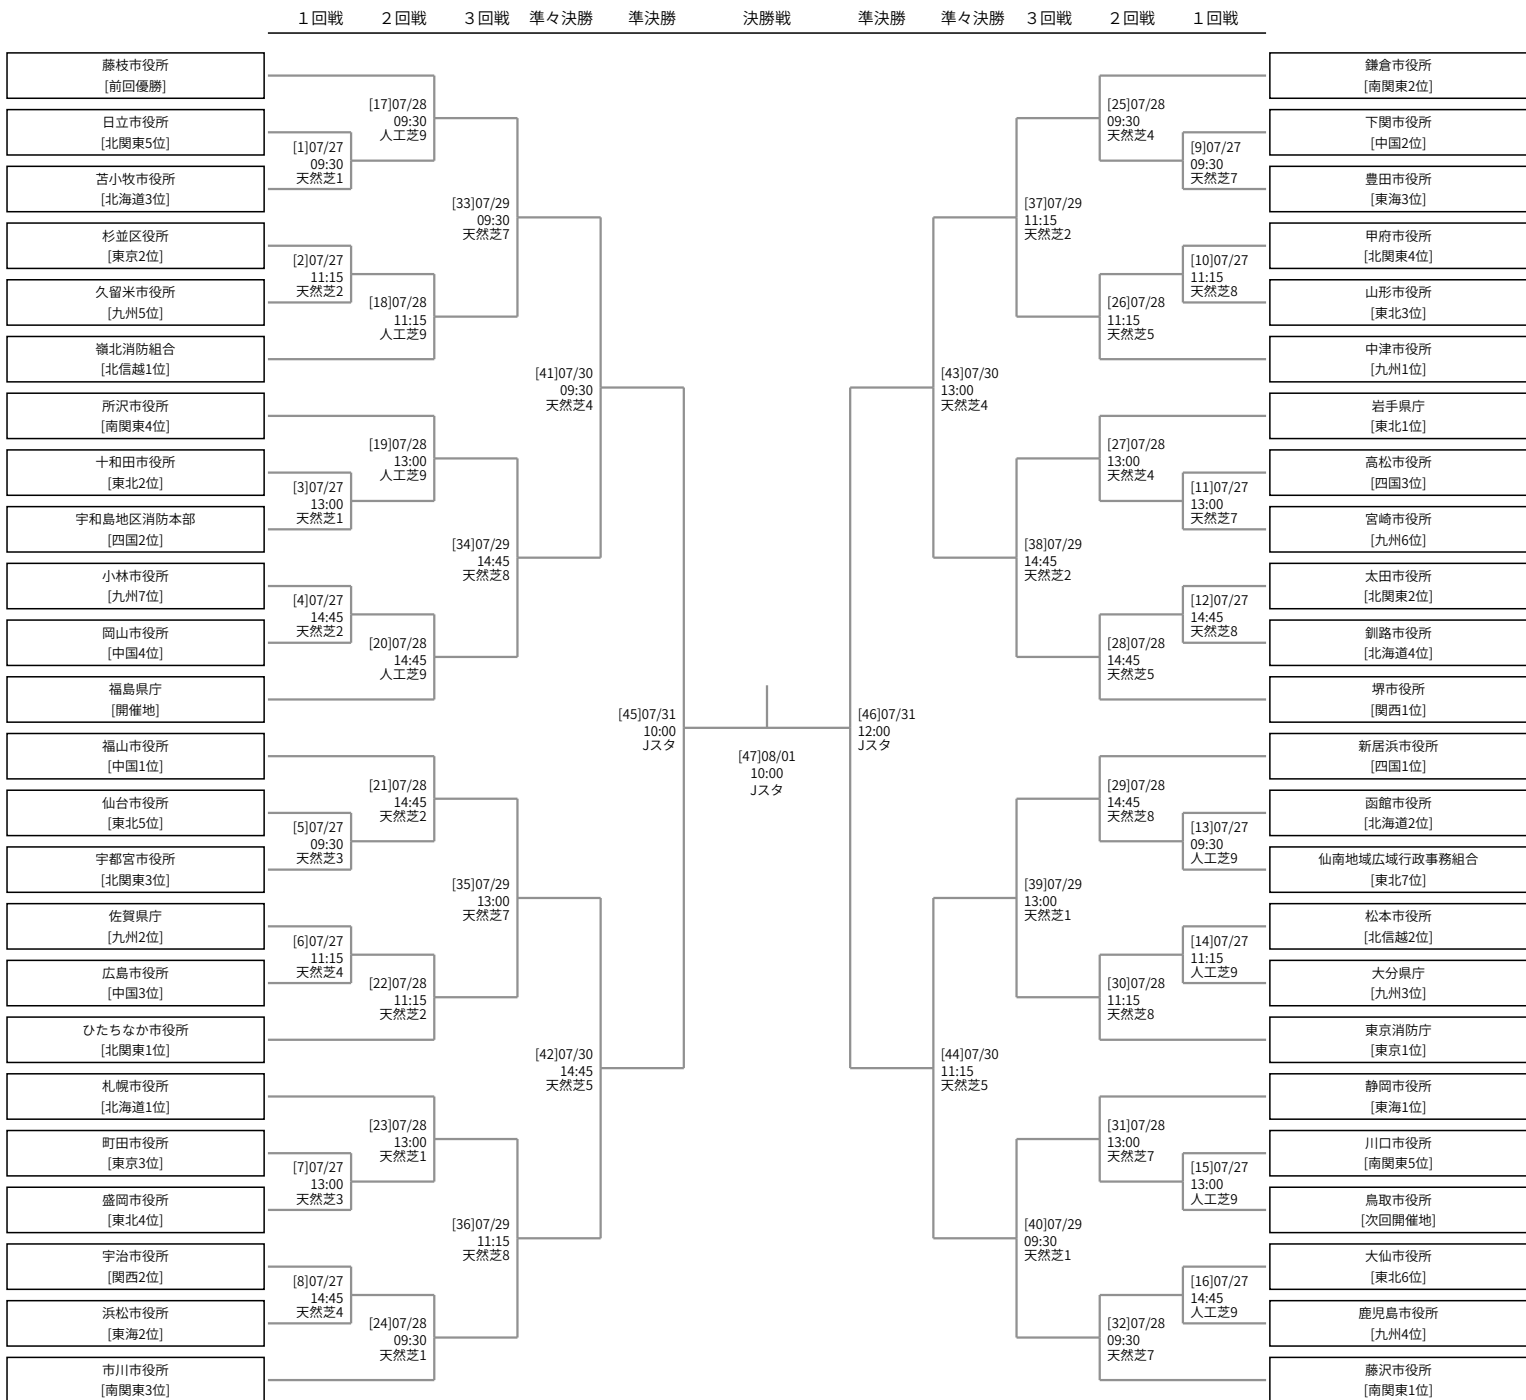 １回戦 ２回戦 ３回戦 準々決勝 準決勝 決勝戦 準決勝 準々決勝 ３回戦 ２回戦 １回戦
藤枝市役所
[前回優勝]
日立市役所
[北関東5位]
苫小牧市役所
[北海道3位]
杉並区役所
[東京2位]
久留米市役所
[九州5位]
嶺北消防組合
[北信越1位]
所沢市役所
[南関東4位]
十和田市役所
[東北2位]
宇和島地区消防本部
[四国2位]
小林市役所
[九州7位]
岡山市役所
[中国4位]
福島県庁
[開催地]
福山市役所
[中国1位]
仙台市役所
[東北5位]
宇都宮市役所
[北関東3位]
佐賀県庁
[九州2位]
広島市役所
[中国3位]
ひたちなか市役所
[北関東1位]
札幌市役所
[北海道1位]
町田市役所
[東京3位]
盛岡市役所
[東北4位]
宇治市役所
[関西2位]
浜松市役所
[東海2位]
市川市役所
[南関東3位]
[1]07/27
09:30
天然芝1
[2]07/27
11:15
天然芝2
[3]07/27
13:00
天然芝1
[4]07/27
14:45
天然芝2
[5]07/27
09:30
天然芝3
[6]07/27
11:15
天然芝4
[7]07/27
13:00
天然芝3
[8]07/27
14:45
天然芝4
[17]07/28
09:30
人工芝9
[18]07/28
11:15
人工芝9
[19]07/28
13:00
人工芝9
[20]07/28
14:45
人工芝9
[21]07/28
14:45
天然芝2
[22]07/28
11:15
天然芝2
[23]07/28
13:00
天然芝1
[24]07/28
09:30
天然芝1
[33]07/29
09:30
天然芝7
[34]07/29
14:45
天然芝8
[35]07/29
13:00
天然芝7
[36]07/29
11:15
天然芝8
[41]07/30
09:30
天然芝4
[42]07/30
14:45
天然芝5
[45]07/31
10:00
Jスタ
[47]08/01
10:00
Jスタ
[46]07/31
12:00
Jスタ
[43]07/30
13:00
天然芝4
[44]07/30
11:15
天然芝5
[37]07/29
11:15
天然芝2
[38]07/29
14:45
天然芝2
[39]07/29
13:00
天然芝1
[40]07/29
09:30
天然芝1
[25]07/28
09:30
天然芝4
[26]07/28
11:15
天然芝5
[27]07/28
13:00
天然芝4
[28]07/28
14:45
天然芝5
[29]07/28
14:45
天然芝8
[30]07/28
11:15
天然芝8
[31]07/28
13:00
天然芝7
[32]07/28
09:30
天然芝7
[9]07/27
09:30
天然芝7
[10]07/27
11:15
天然芝8
[11]07/27
13:00
天然芝7
[12]07/27
14:45
天然芝8
[13]07/27
09:30
人工芝9
[14]07/27
11:15
人工芝9
[15]07/27
13:00
人工芝9
[16]07/27
14:45
人工芝9
鎌倉市役所
[南関東2位]
下関市役所
[中国2位]
豊田市役所
[東海3位]
甲府市役所
[北関東4位]
山形市役所
[東北3位]
中津市役所
[九州1位]
岩手県庁
[東北1位]
高松市役所
[四国3位]
宮崎市役所
[九州6位]
太田市役所
[北関東2位]
釧路市役所
[北海道4位]
堺市役所
[関西1位]
新居浜市役所
[四国1位]
函館市役所
[北海道2位]
仙南地域広域行政事務組合
[東北7位]
松本市役所
[北信越2位]
大分県庁
[九州3位]
東京消防庁
[東京1位]
静岡市役所
[東海1位]
川口市役所
[南関東5位]
鳥取市役所
[次回開催地]
大仙市役所
[東北6位]
鹿児島市役所
[九州4位]
藤沢市役所
[南関東1位]